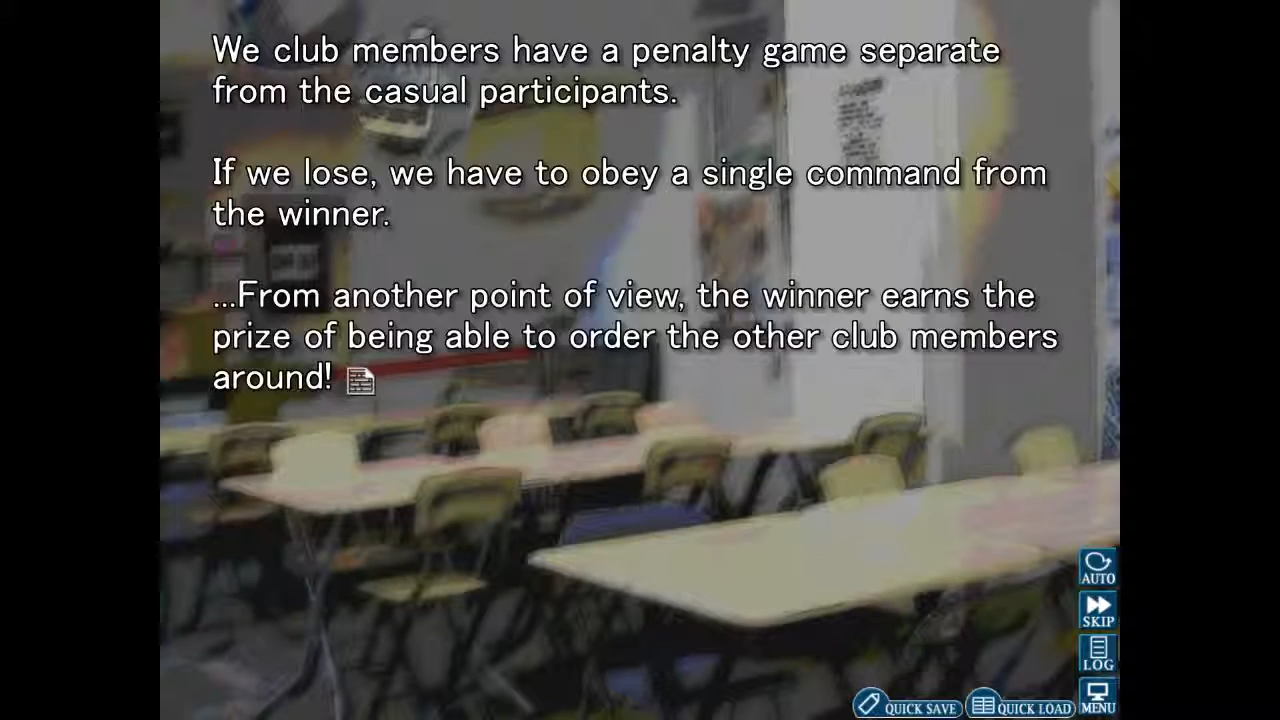 We club members have a penalty game separate
from the casual participants.
If we lose, we have to obey a single command from
the winner.
...From another point of view, the winner earns the
prize of being able to order the other club members
around!
AUTO
SKIP
LOG
MENU
QUICK SAVE
QUICK LOAD